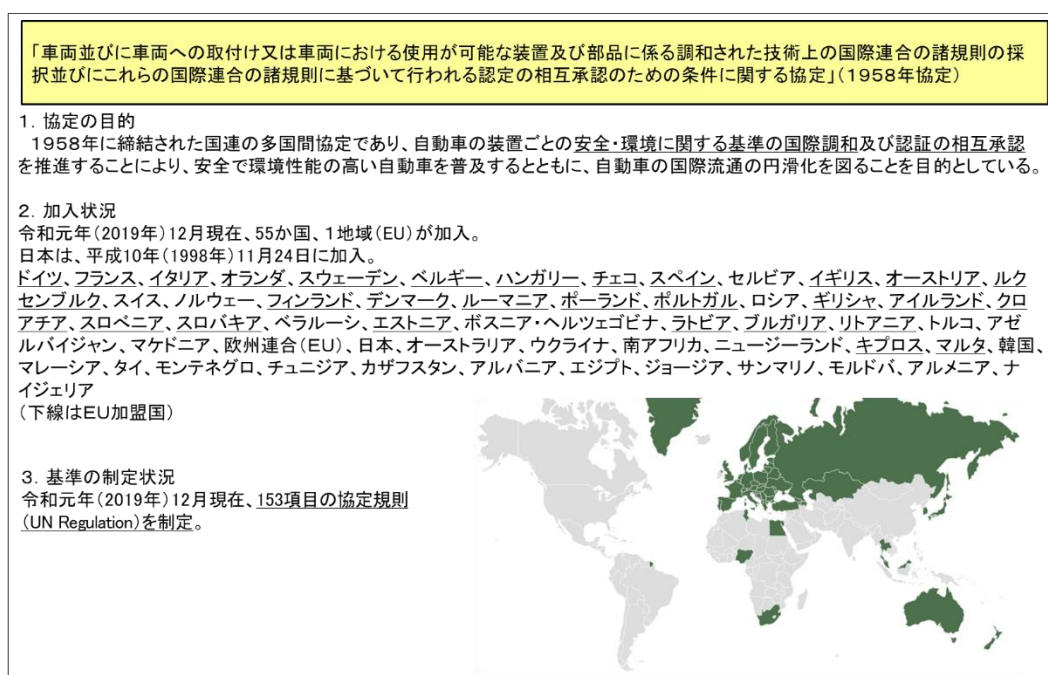 「車両並びに車両への取付け又は車両における使用が可能な装置及び部品に係る調和された技術上の国際連合の諸規則の採
択並びにこれらの国際連合の諸規則に基づいて行われる認定の相互承認のための条件に関する協定」(1958年協定)
1．協定の目的
1958年に締結された国連の多国間協定であり、自動車の装置ごとの安全・環境に関する基準の国際調和及び認証の相互承認
を推進することにより、安全で環境性能の高い自動車を普及するとともに、自動車の国際流通の円滑化を図ることを目的としている。
2．加入状況
令和元年(2019年)12月現在、55か国、1地域(EU)が加入。
日本は、平成10年(1998年)11月24日に加入。
ドイツ、フランス、イタリア、オランダ、スウェーデン、ベルギー、ハンガリー、チェコ、スペイン、セルビア、イギリス、オーストリア、ルク
センブルク、スイス、ノルウェー、フィンランド、デンマーク、ルーマニア、ポーランド、ポルトガル、ロシア、ギリシャ、アイルランド、クロ
アチア、スロベニア、スロバキア、ベラルーシ、エストニア、ボスニア・ヘルツェゴビナ、ラトビア、ブルガリア、リトアニア、トルコ、アゼ
ルバイジャン、マケドニア、欧州連合(EU)、日本、オーストラリア、ウクライナ、南アフリカ、ニュージーランド、キプロス、マルタ、韓国、
マレーシア、タイ、モンテネグロ、チュニジア、カザフスタン、アルバニア、エジプト、ジョージア、サンマリノ、モルドバ、アルメニア、ナ
イジェリア
(下線はEU加盟国)
3．基準の制定状況
令和元年(2019年)12月現在、153項目の協定規則
(UN Regulation)を制定。